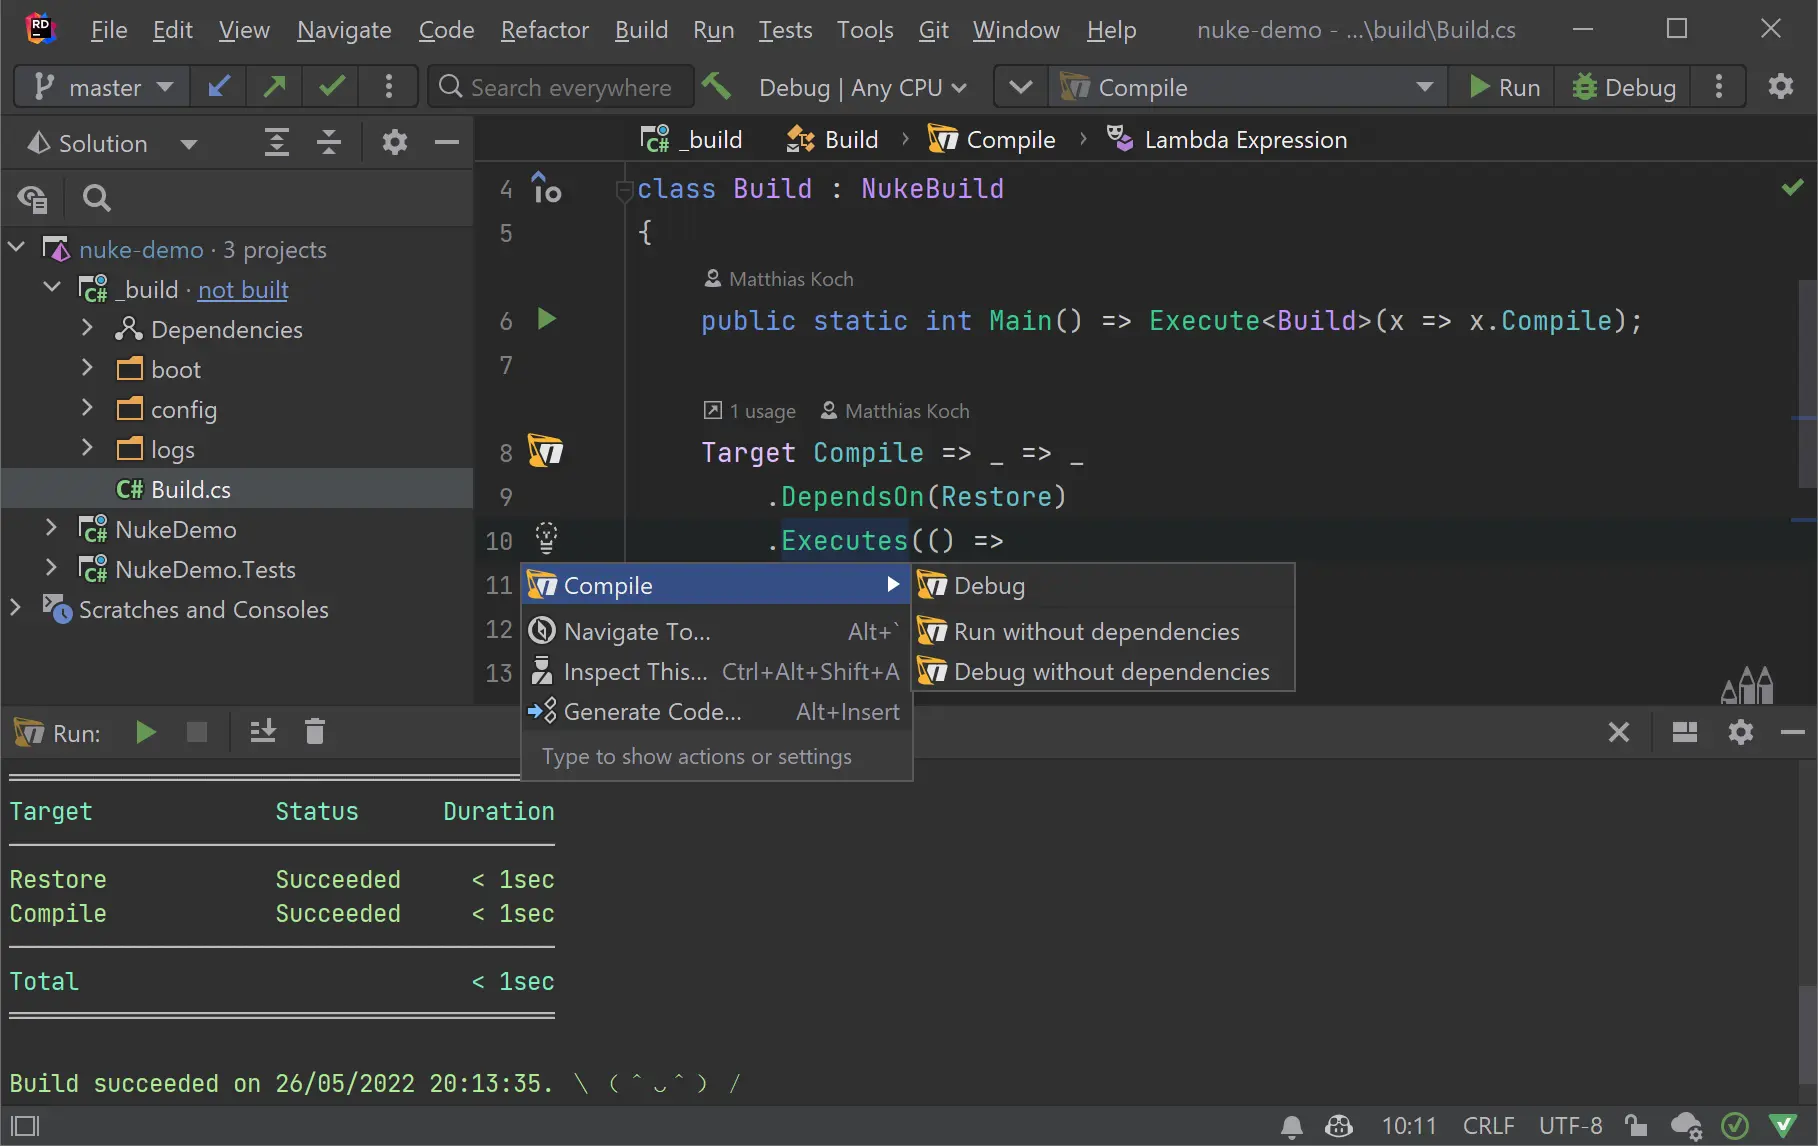 RD
File Edit View Navigate Code Refactor Build Run Tests Tools Git Window Help nuke-demo - ...\build\Build.cs
master Search everywhere Debug | Any CPU Compile Run Debug
Solution
_build Build Compile Lambda Expression
nuke-demo · 3 projects
C# _build · not built
Dependencies
boot
config
logs
C# Build.cs
C# NukeDemo
C# NukeDemo.Tests
Scratches and Consoles
4 class Build : NukeBuild
5 {
Matthias Koch
6 public static int Main() => Execute<Build>(x => x.Compile);
7
1 usage Matthias Koch
8 Target Compile => _ => _
9 .DependsOn(Restore)
10 .Executes(() =>
11
12
13
Compile
Navigate To... Alt+`
Inspect This... Ctrl+Alt+Shift+A
Generate Code... Alt+Insert
Type to show actions or settings
Debug
Run without dependencies
Debug without dependencies
Run:
Target Status Duration
Restore Succeeded < 1sec
Compile Succeeded < 1sec
Total < 1sec
Build succeeded on 26/05/2022 20:13:35. \ ( ˆ ᴗ ˆ ) /
10:11 CRLF UTF-8